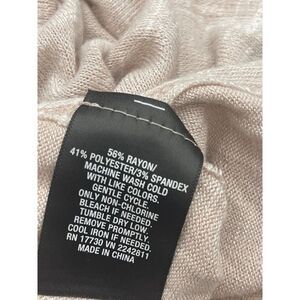 56% RAYON/
41% POLYESTER/3% SPANDEX
MACHINE WASH COLD
WITH LIKE COLORS.
GENTLE CYCLE.
ONLY NON-CHLORINE
BLEACH IF NEEDED.
TUMBLE DRY LOW.
REMOVE PROMPTLY.
COOL IRON IF NEEDED.
RN 17730 VN 2242811
MADE IN CHINA